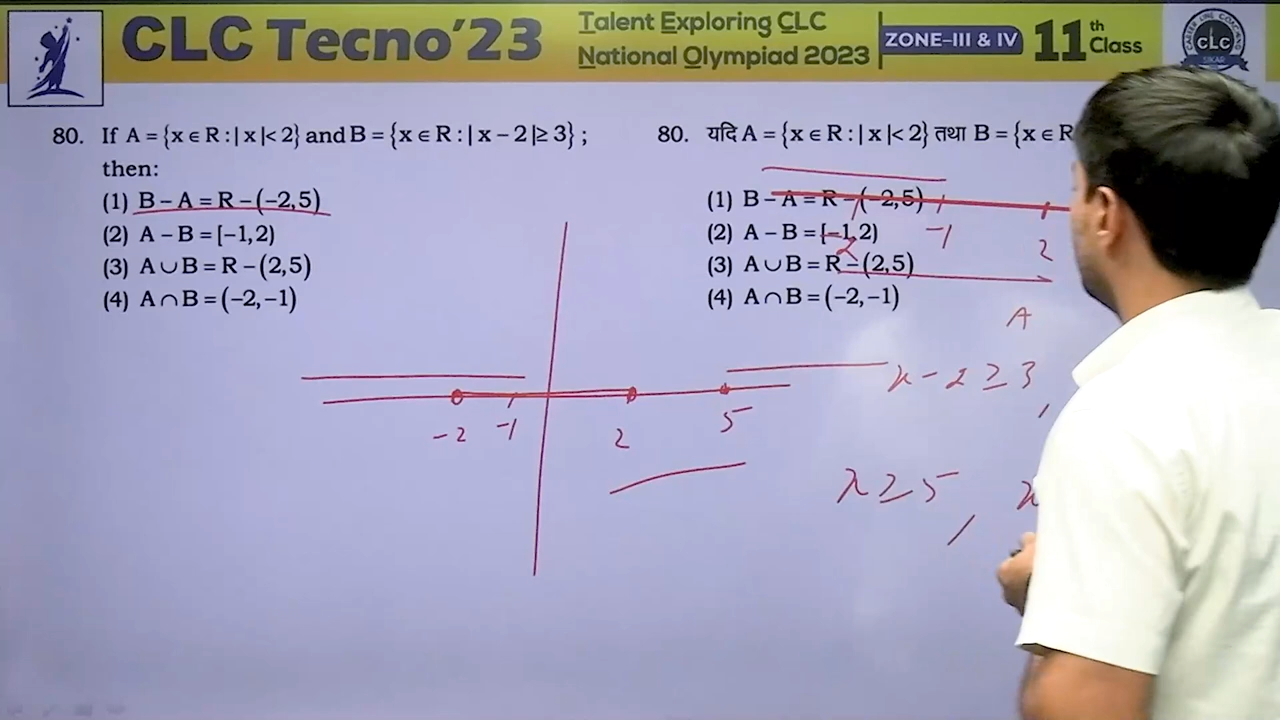 CLC Tecno’23
Talent Exploring CLC
National Olympiad 2023
ZONE–III & IV
11th Class
CLC
SIKAR
80. If A = {x ∈ R : | x |< 2} and B = {x ∈ R : | x − 2 |≥ 3} ;
then:
(1) B − A = R − (−2, 5)
(2) A − B = [−1, 2)
(3) A ∪ B = R − (2, 5)
(4) A ∩ B = (−2, −1)
80. यदि A = {x ∈ R : | x |< 2} तथा B = {x ∈ R
(1) B − A = R − (−2, 5)
(2) A − B = [−1, 2)
(3) A ∪ B = R − (2, 5)
(4) A ∩ B = (−2, −1)
-2 -1 2
A
x - 2 ≥ 3 ,
-2 -1 2 5
x ≥ 5 , x